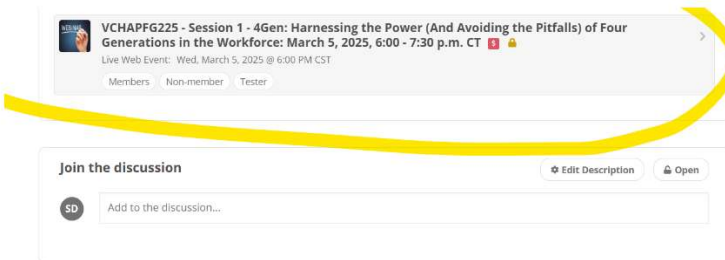 WEBINAR
VCHAPFG225 - Session 1 - 4Gen: Harnessing the Power (And Avoiding the Pitfalls) of Four
Generations in the Workforce: March 5, 2025, 6:00 - 7:30 p.m. CT $
Live Web Event: Wed, March 5, 2025 @ 6:00 PM CST
Members Non-member Tester
Join the discussion Edit Description Open
SD Add to the discussion...